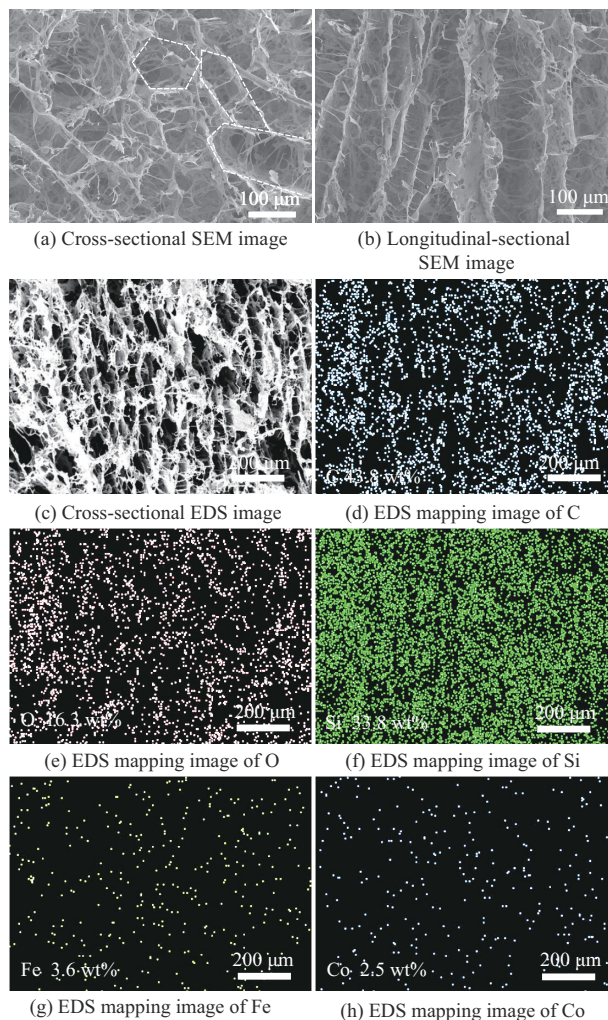 100 μm
100 μm
(a) Cross-sectional SEM image
(b) Longitudinal-sectional
SEM image
200 μm
C 43.8 wt%
200 μm
(c) Cross-sectional EDS image
(d) EDS mapping image of C
O 16.3 wt%
200 μm
Si 33.8 wt%
200 μm
(e) EDS mapping image of O
(f) EDS mapping image of Si
Fe 3.6 wt%
200 μm
Co 2.5 wt%
200 μm
(g) EDS mapping image of Fe
(h) EDS mapping image of Co